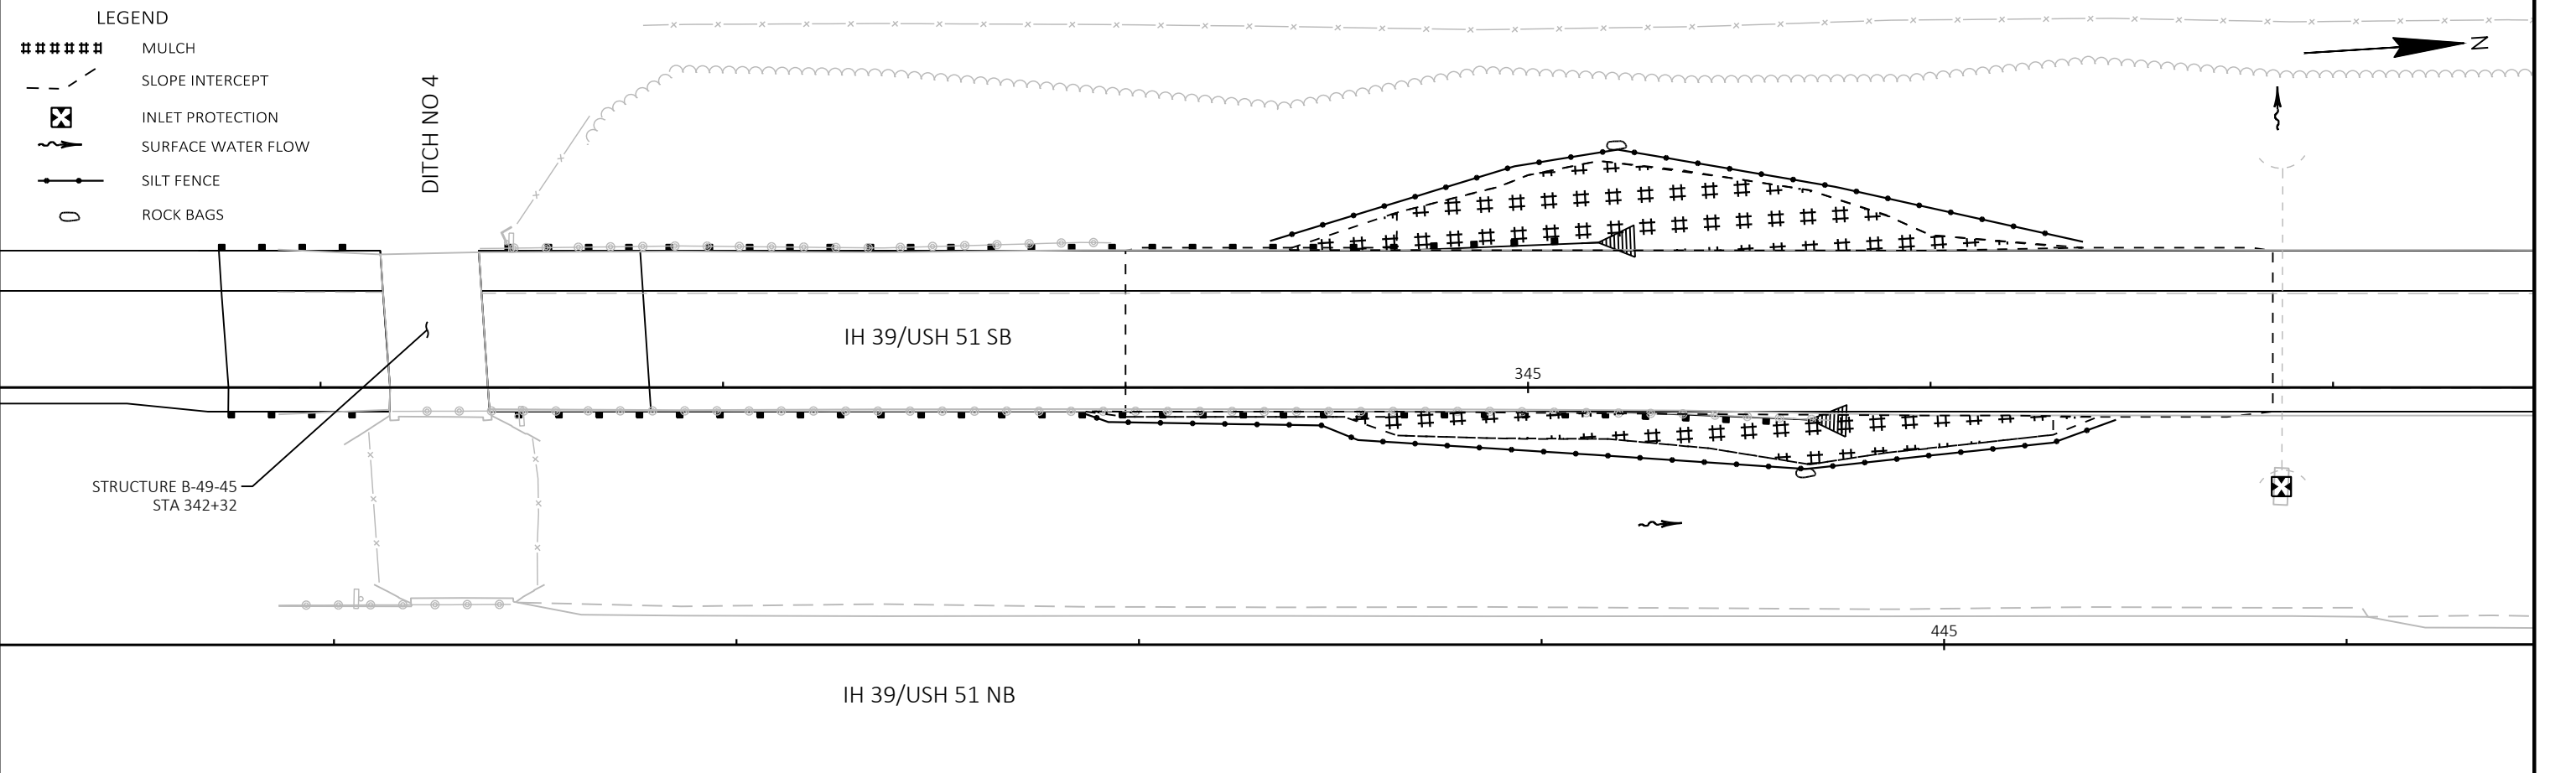 LEGEND
MULCH
SLOPE INTERCEPT
INLET PROTECTION
SURFACE WATER FLOW
SILT FENCE
ROCK BAGS
DITCH NO 4
N
IH 39/USH 51 SB
345
STRUCTURE B-49-45
STA 342+32
445
IH 39/USH 51 NB